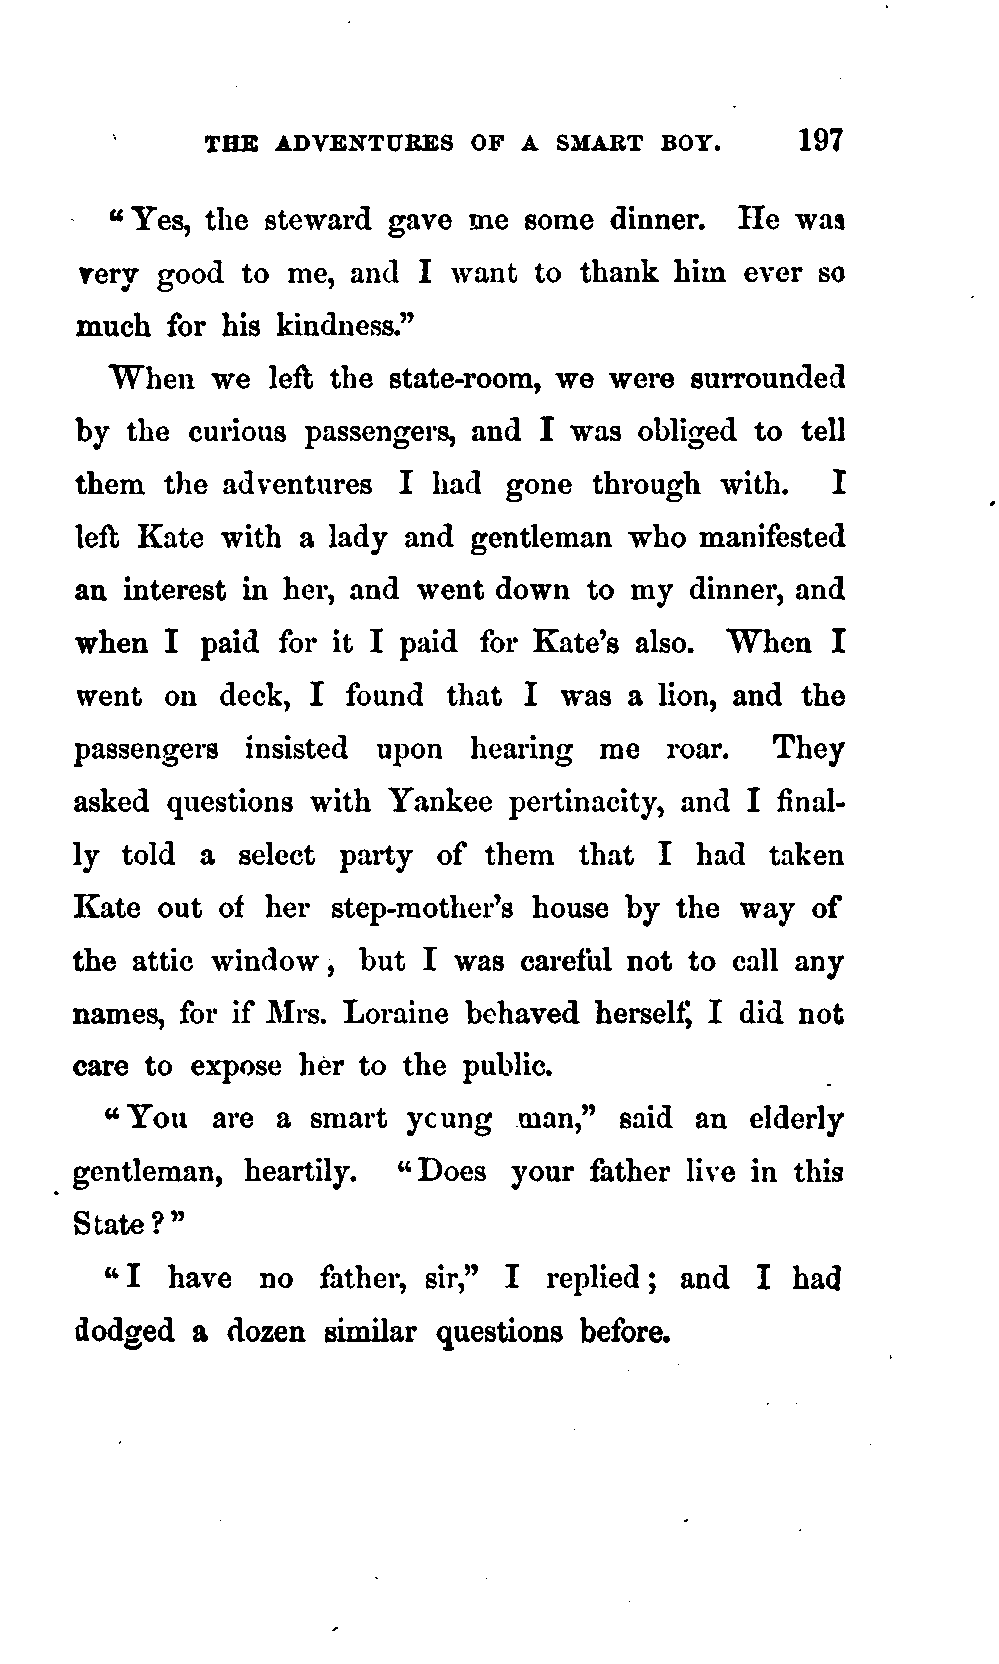 THE ADVENTURES OF A SMART BOY. 197
“Yes, the steward gave me some dinner. He was
very good to me, and I want to thank him ever so
much for his kindness.”
When we left the state-room, we were surrounded
by the curious passengers, and I was obliged to tell
them the adventures I had gone through with. I
left Kate with a lady and gentleman who manifested
an interest in her, and went down to my dinner, and
when I paid for it I paid for Kate’s also. When I
went on deck, I found that I was a lion, and the
passengers insisted upon hearing me roar. They
asked questions with Yankee pertinacity, and I final-
ly told a select party of them that I had taken
Kate out of her step-mother’s house by the way of
the attic window, but I was careful not to call any
names, for if Mrs. Loraine behaved herself, I did not
care to expose her to the public.
“You are a smart young man,” said an elderly
gentleman, heartily. “Does your father live in this
State?”
“I have no father, sir,” I replied; and I had
dodged a dozen similar questions before.